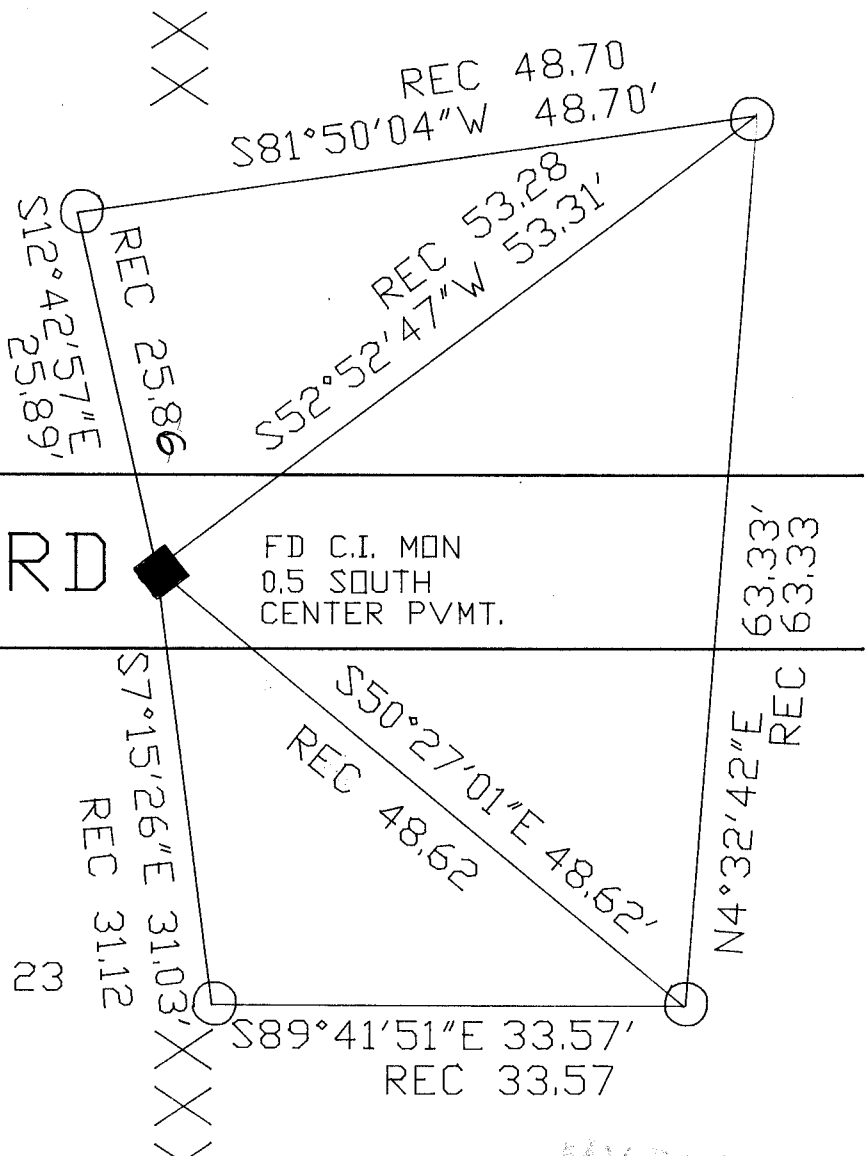 REC 48.70
S81°50'04"W 48.70'
REC 53.28
S52°52'47"W 53.31'
S12°42'57"E
25.89'
REC 25.86
RD
FD C.I. MON
0.5 SOUTH
CENTER PVMT.
63.33'
REC 63.33
N4°32'42"E
S50°27'01"E 48.62'
REC 48.62
S7°15'26"E 31.03'
REC 31.12
23
S89°41'51"E 33.57'
REC 33.57